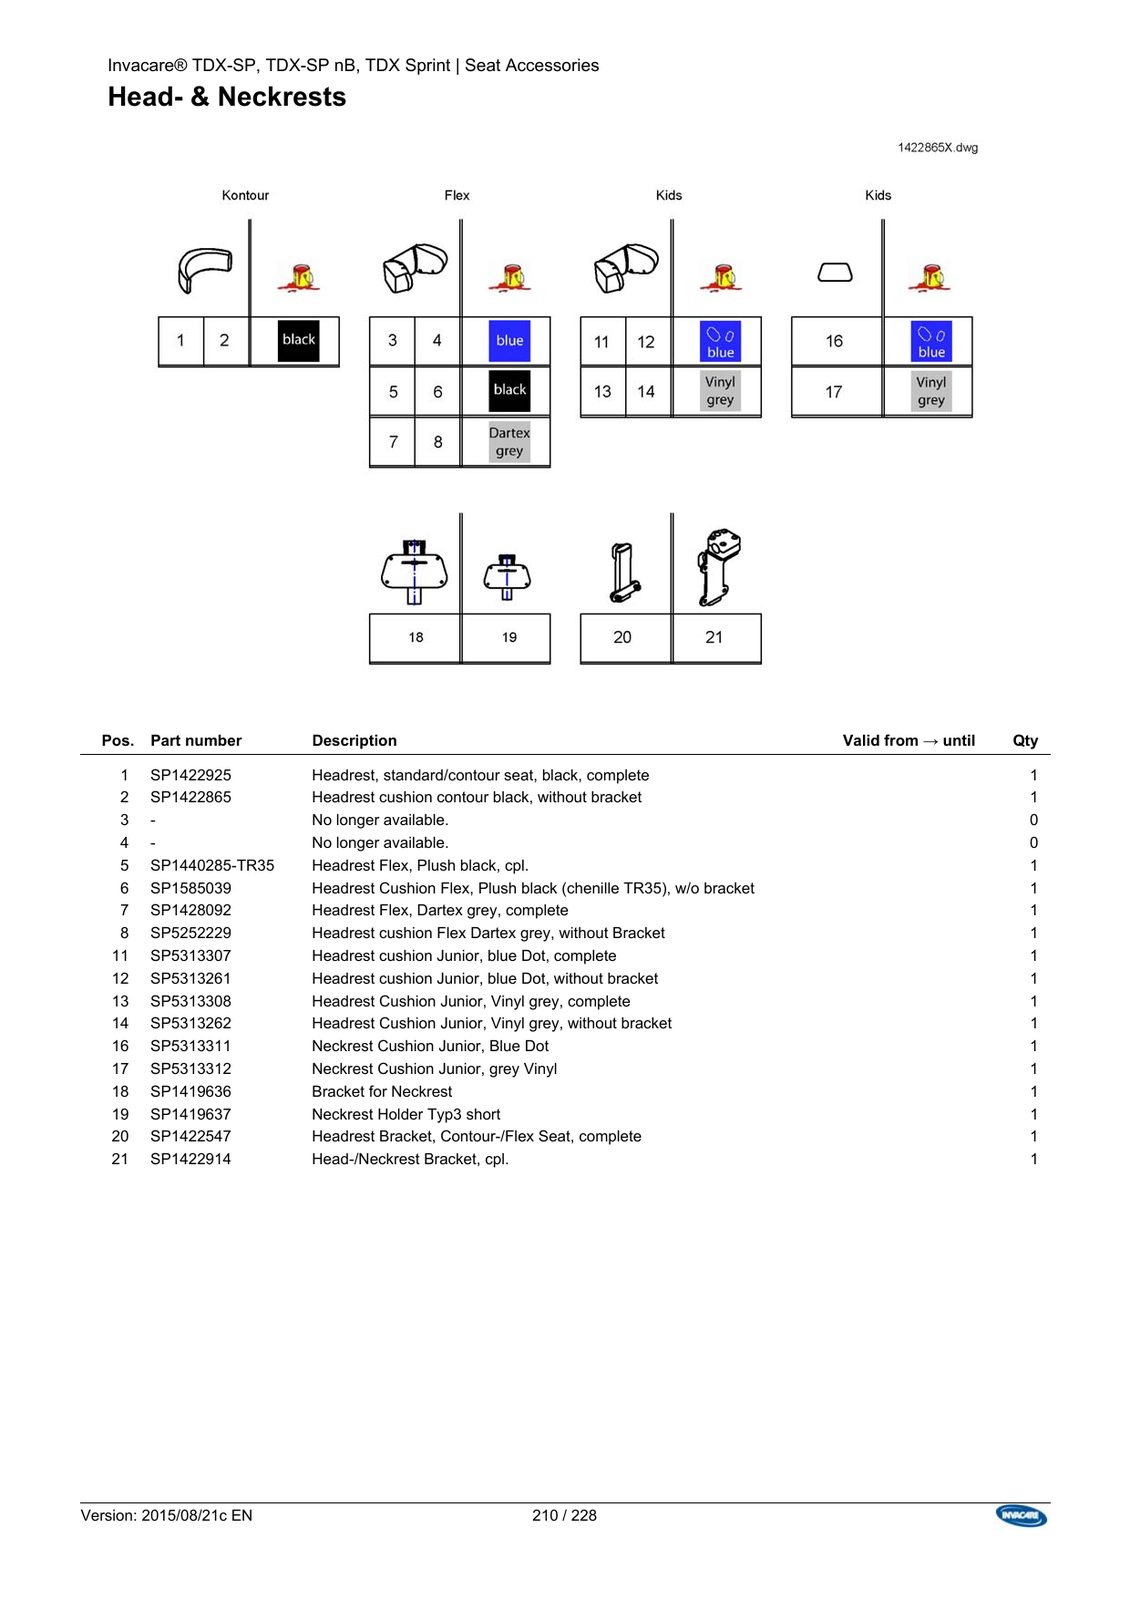 Invacare® TDX-SP, TDX-SP nB, TDX Sprint | Seat Accessories
Head- & Neckrests
1422865X.dwg
Kontour Flex Kids Kids
1 2 black
3 4 blue
5 6 black
7 8 Dartex grey
11 12 blue
13 14 Vinyl grey
16 blue
17 Vinyl grey
18 19 20 21
Pos. Part number Description Valid from → until Qty
1 SP1422925 Headrest, standard/contour seat, black, complete 1
2 SP1422865 Headrest cushion contour black, without bracket 1
3 - No longer available. 0
4 - No longer available. 0
5 SP1440285-TR35 Headrest Flex, Plush black, cpl. 1
6 SP1585039 Headrest Cushion Flex, Plush black (chenille TR35), w/o bracket 1
7 SP1428092 Headrest Flex, Dartex grey, complete 1
8 SP5252229 Headrest cushion Flex Dartex grey, without Bracket 1
11 SP5313307 Headrest cushion Junior, blue Dot, complete 1
12 SP5313261 Headrest cushion Junior, blue Dot, without bracket 1
13 SP5313308 Headrest Cushion Junior, Vinyl grey, complete 1
14 SP5313262 Headrest Cushion Junior, Vinyl grey, without bracket 1
16 SP5313311 Neckrest Cushion Junior, Blue Dot 1
17 SP5313312 Neckrest Cushion Junior, grey Vinyl 1
18 SP1419636 Bracket for Neckrest 1
19 SP1419637 Neckrest Holder Typ3 short 1
20 SP1422547 Headrest Bracket, Contour-/Flex Seat, complete 1
21 SP1422914 Head-/Neckrest Bracket, cpl. 1
Version: 2015/08/21c EN 210 / 228 INVACARE